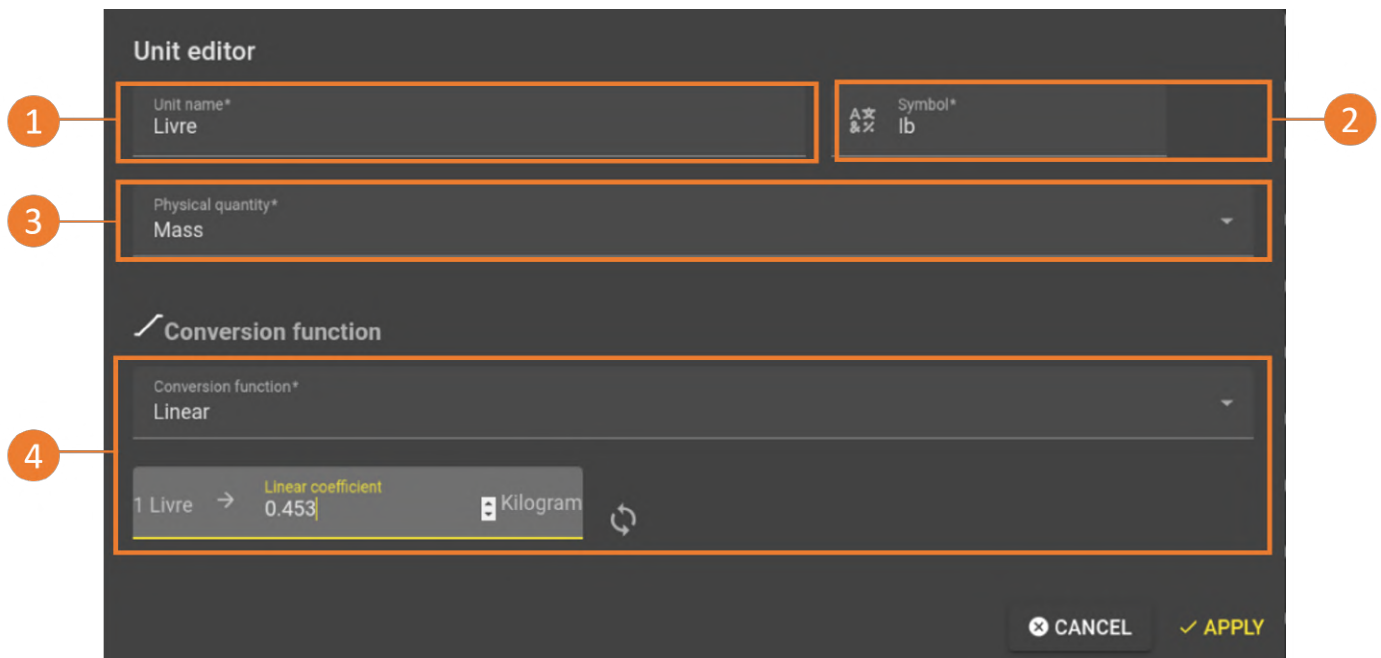 Unit editor
1
Unit name*
Livre
Symbol*
lb
2
3
Physical quantity*
Mass
Conversion function
4
Conversion function*
Linear
1 Livre → Linear coefficient
0.453
Kilogram
CANCEL
APPLY